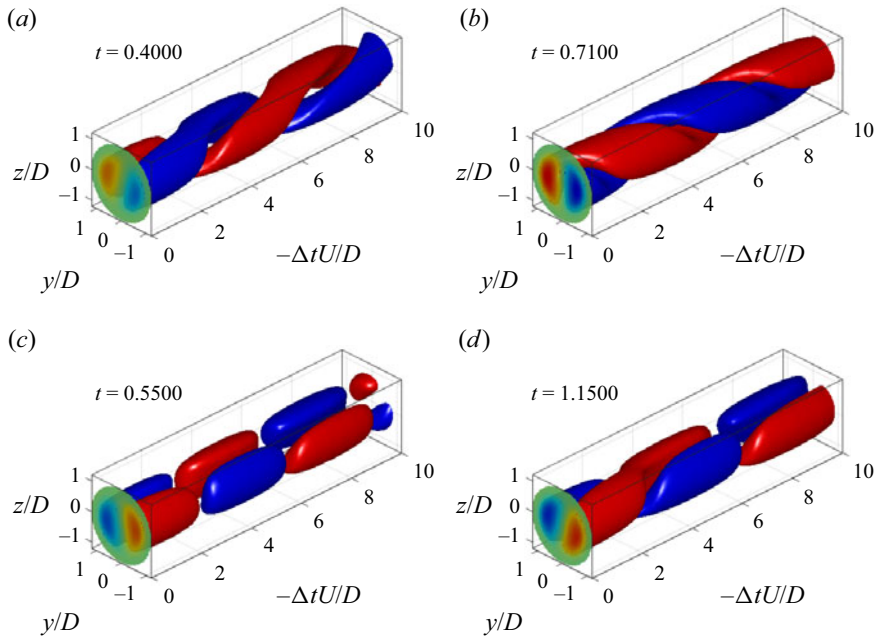 (a) (b)
t = 0.4000 t = 0.7100
1 1
z/D 0 z/D 0
−1 −1
10 10
8 8
6 6
4 4
2 2
1 0 −1 0 1 0 −1 0
y/D −ΔtU/D y/D −ΔtU/D
(c) (d)
t = 0.5500 t = 1.1500
1 1
z/D 0 z/D 0
−1 −1
10 10
8 8
6 6
4 4
2 2
1 0 −1 0 1 0 −1 0
y/D −ΔtU/D y/D −ΔtU/D